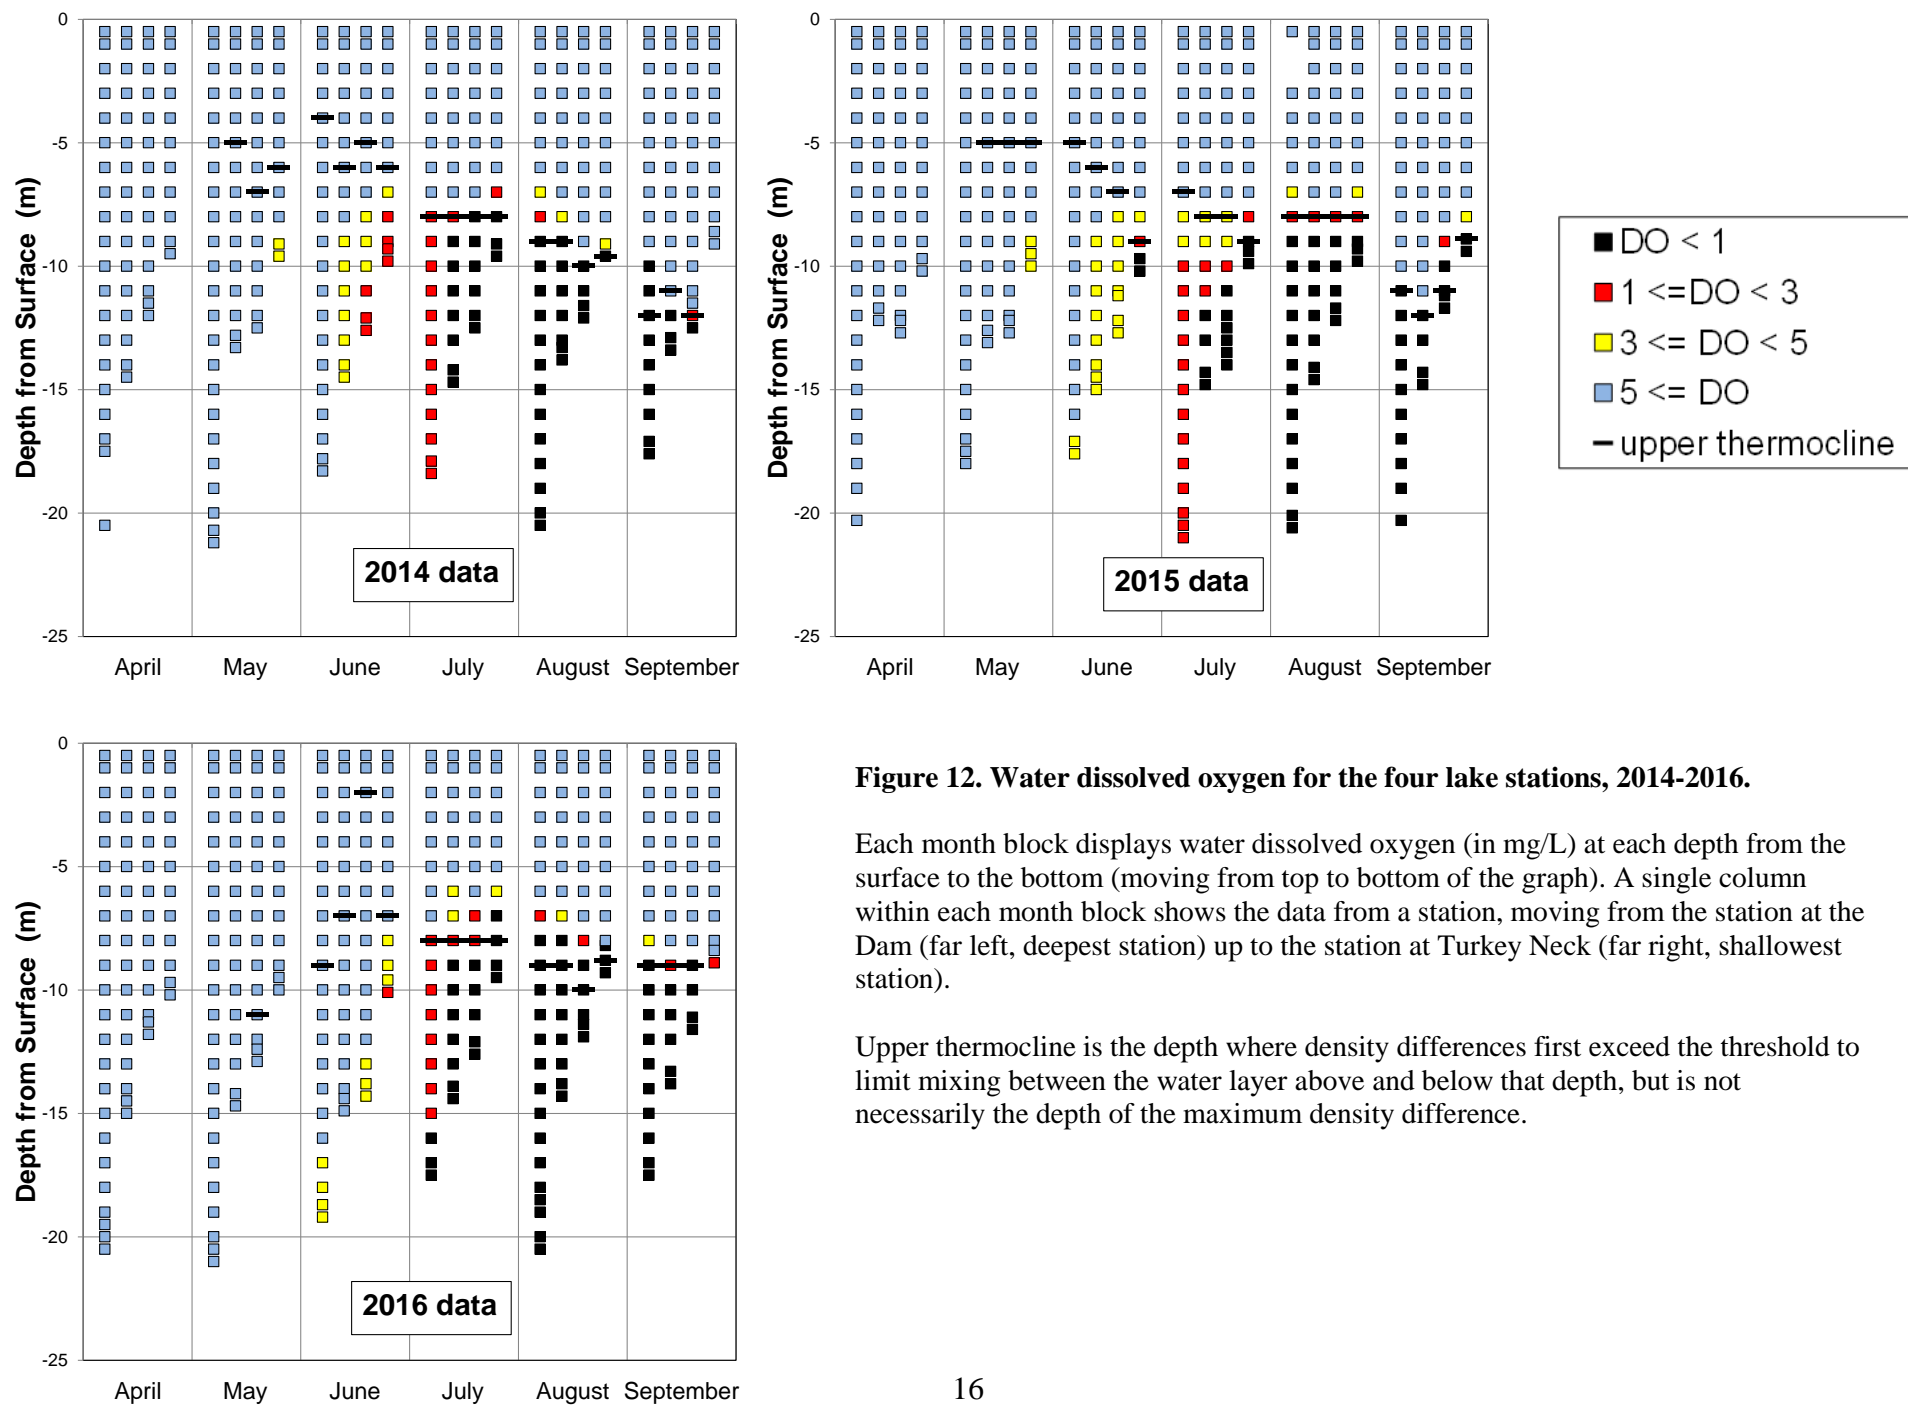 0
-5
-10
-15
-20
-25
Depth from Surface (m)
2014 data
April May June July August September
0
-5
-10
-15
-20
-25
Depth from Surface (m)
2015 data
April May June July August September
DO < 1
1 <=DO < 3
3 <= DO < 5
5 <= DO
upper thermocline
0
-5
-10
-15
-20
-25
Depth from Surface (m)
2016 data
April May June July August September
Figure 12. Water dissolved oxygen for the four lake stations, 2014-2016.
Each month block displays water dissolved oxygen (in mg/L) at each depth from the
surface to the bottom (moving from top to bottom of the graph). A single column
within each month block shows the data from a station, moving from the station at the
Dam (far left, deepest station) up to the station at Turkey Neck (far right, shallowest
station).
Upper thermocline is the depth where density differences first exceed the threshold to
limit mixing between the water layer above and below that depth, but is not
necessarily the depth of the maximum density difference.
16